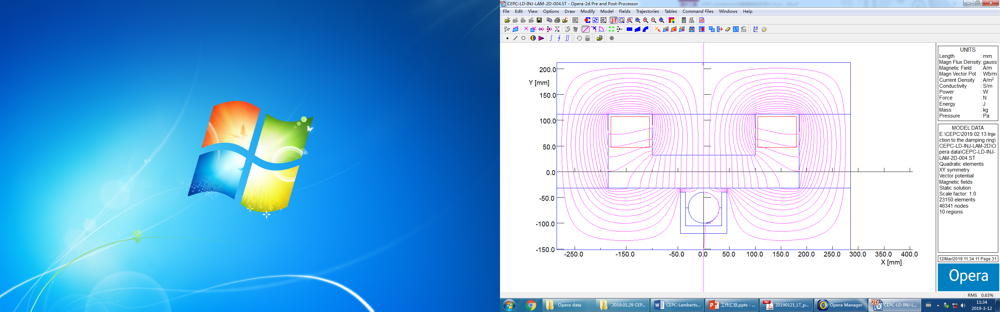 CEPC-LD-INJ-LAM-2D-004.ST - Opera-2d Pre and Post-Processor
File Edit View Options Draw Modify Model Fields Trajectories Tables Command Files Windows Help
200.0
Y [mm]
150.0
100.0
50.0
0.0
-50.0
-100.0
-150.0
-250.0 -150.0 -50.0 0.0 50.0 100.0 150.0 200.0 250.0 300.0 350.0 400.0
X [mm]
UNITS
Length : mm
Magn Flux Density: gauss
Magnetic Field : A/m
Magn Vector Pot : Wb/m
Current Density : A/m²
Conductivity : S/m
Power : W
Force : N
Energy : J
Mass : kg
Pressure : Pa
MODEL DATA
E:\CEPC\2019.02.13 Inje
ction to the damping ring\
CEPC-LD-INJ-LAM-2D\O
pera data\CEPC-LD-INJ-
LAM-2D-004.ST
Quadratic elements
XY symmetry
Vector potential
Magnetic fields
Static solution
Scale factor: 1.0
23150 elements
46341 nodes
10 regions
12/Mar/2019 11:34:11 Page 31
Opera
RMS 0.63%
Opera data
2019.01.29 CEP...
CEPC-Lamberts...
工作汇总.pptx - ...
20190121_LT_p...
Opera Manager
CEPC-LD-INJ-L...
11:34
2019-3-12